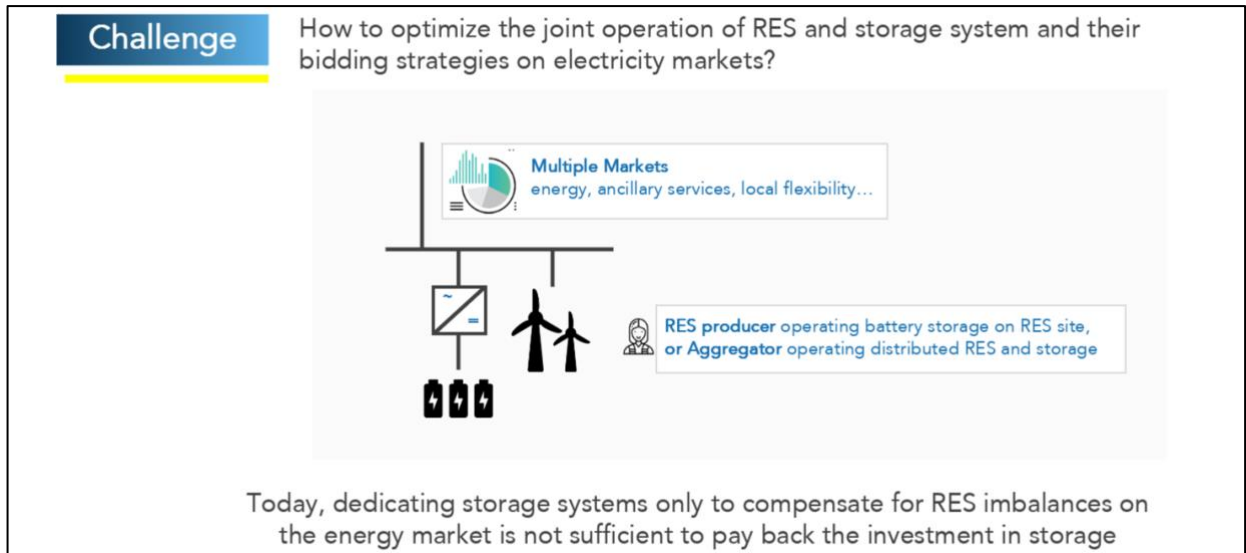 Challenge
How to optimize the joint operation of RES and storage system and their
bidding strategies on electricity markets?
Multiple Markets
energy, ancillary services, local flexibility...
~
=
RES producer operating battery storage on RES site,
or Aggregator operating distributed RES and storage
Today, dedicating storage systems only to compensate for RES imbalances on
the energy market is not sufficient to pay back the investment in storage